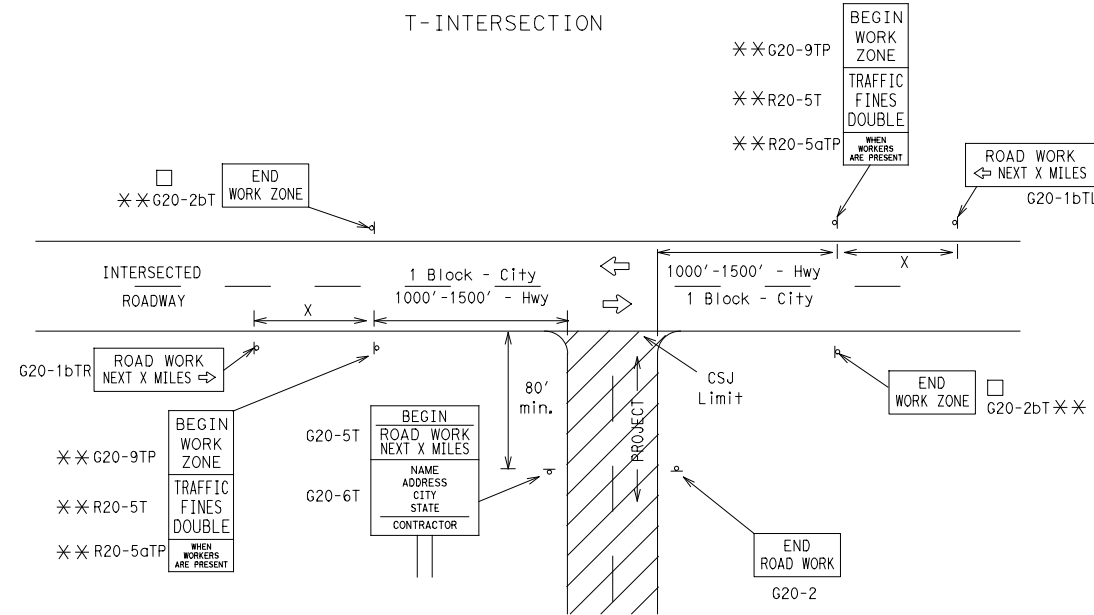 T-INTERSECTION
BEGIN
WORK
ZONE
✶✶G20-9TP
TRAFFIC
FINES
DOUBLE
✶✶R20-5T
WHEN
WORKERS
ARE PRESENT
✶✶R20-5aTP
ROAD WORK
⇦ NEXT X MILES
G20-1bTL
END
WORK ZONE
□
✶✶G20-2bT
INTERSECTED
ROADWAY
1 Block - City
1000'-1500' - Hwy
1000'-1500' - Hwy
1 Block - City
X
X
G20-1bTR
ROAD WORK
NEXT X MILES ⇨
80'
min.
CSJ
Limit
PROJECT
END
WORK ZONE
□
G20-2bT ✶✶
BEGIN
WORK
ZONE
✶✶ G20-9TP
TRAFFIC
FINES
DOUBLE
✶✶ R20-5T
WHEN
WORKERS
ARE PRESENT
✶✶ R20-5aTP
G20-5T
BEGIN
ROAD WORK
NEXT X MILES
G20-6T
NAME
ADDRESS
CITY
STATE
CONTRACTOR
END
ROAD WORK
G20-2